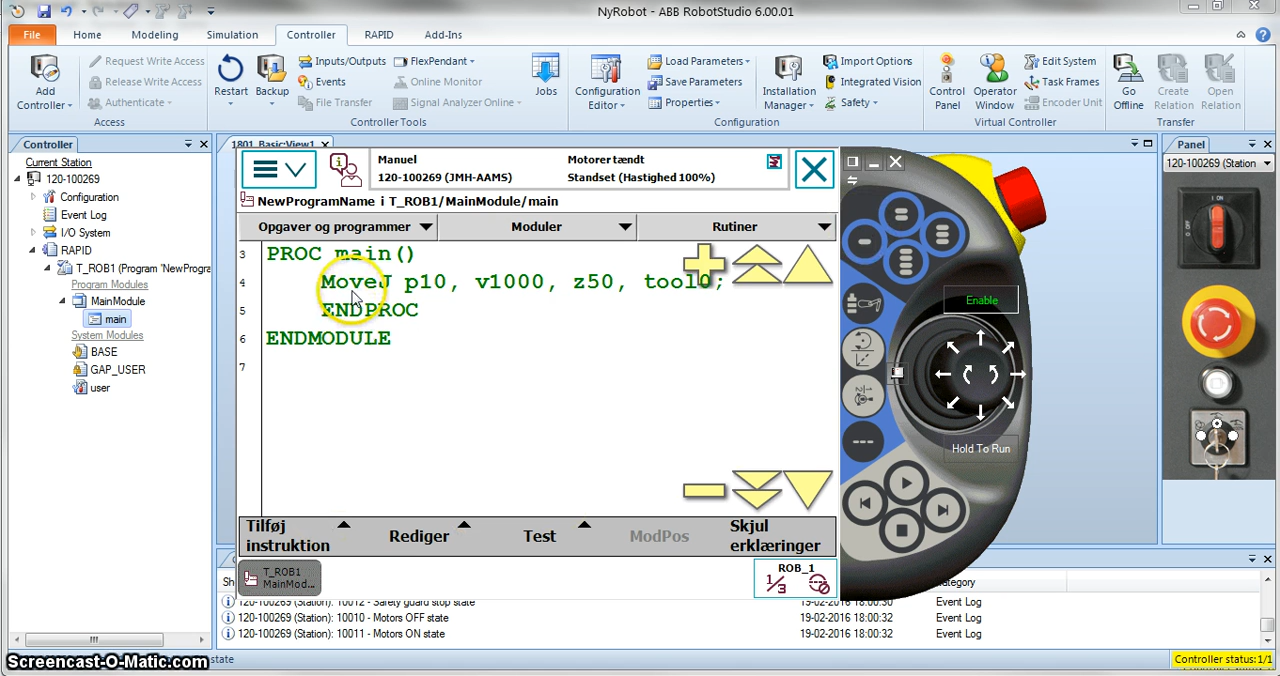 NyRobot - ABB RobotStudio 6.00.01
File Home Modeling Simulation Controller RAPID Add-Ins
Add Controller
Request Write Access
Release Write Access
Authenticate
Access
Restart
Backup
Inputs/Outputs
Events
File Transfer
FlexPendant
Online Monitor
Signal Analyzer Online
Jobs
Controller Tools
Configuration Editor
Load Parameters
Save Parameters
Properties
Configuration
Installation Manager
Import Options
Integrated Vision
Safety
Control Panel
Operator Window
Edit System
Task Frames
Encoder Unit
Virtual Controller
Go Offline
Create Relation
Open Relation
Transfer
Controller
Current Station
120-100269
Configuration
Event Log
I/O System
RAPID
T_ROB1 (Program 'NewProgra
Program Modules
MainModule
main
System Modules
BASE
GAP_USER
user
1801_Basic:View1
Manuel
120-100269 (JMH-AAMS)
Motorer tændt
Standset (Hastighed 100%)
NewProgramName i T_ROB1/MainModule/main
Opgaver og programmer Moduler Rutiner
3 PROC main()
4 MoveJ p10, v1000, z50, tool0;
5 ENDPROC
6 ENDMODULE
7
Tilføj instruktion
Rediger
Test
ModPos
Skjul erklæringer
T_ROB1
MainMod...
ROB_1
1/3
Enable
Hold To Run
Panel
120-100269 (Station)
120-100269 (Station): 10012 - Safety guard stop state 19-02-2016 18:00:30 Event Log
120-100269 (Station): 10010 - Motors OFF state 19-02-2016 18:00:32 Event Log
120-100269 (Station): 10011 - Motors ON state 19-02-2016 18:00:32 Event Log
Screencast-O-Matic.com
state
Controller status:1/1